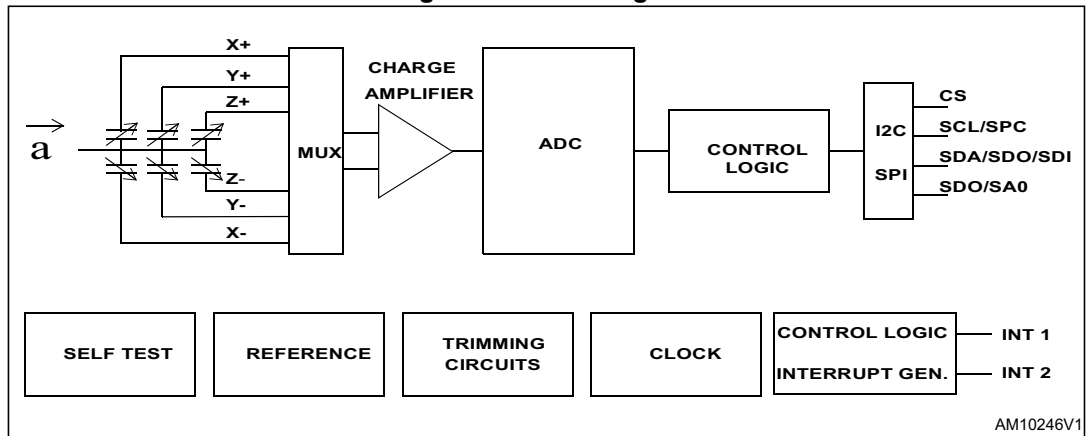 X+
Y+
Z+
a
Z-
Y-
X-
MUX
CHARGE
AMPLIFIER
ADC
CONTROL
LOGIC
I2C
SPI
CS
SCL/SPC
SDA/SDO/SDI
SDO/SA0
SELF TEST
REFERENCE
TRIMMING
CIRCUITS
CLOCK
CONTROL LOGIC
INTERRUPT GEN.
INT 1
INT 2
AM10246V1